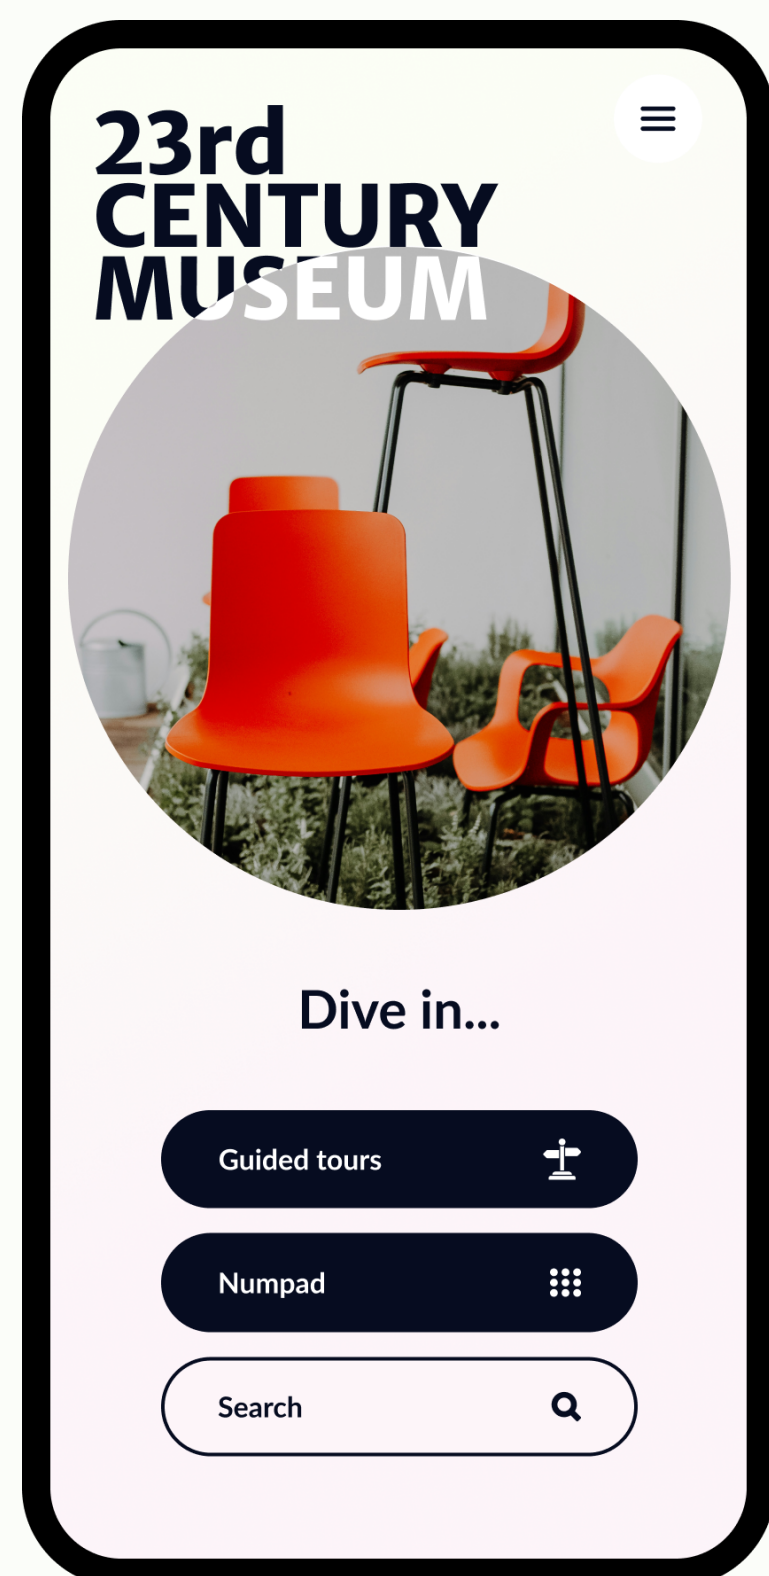 23rd
CENTURY
MUSEUM
Dive in...
Guided tours
Numpad
Search